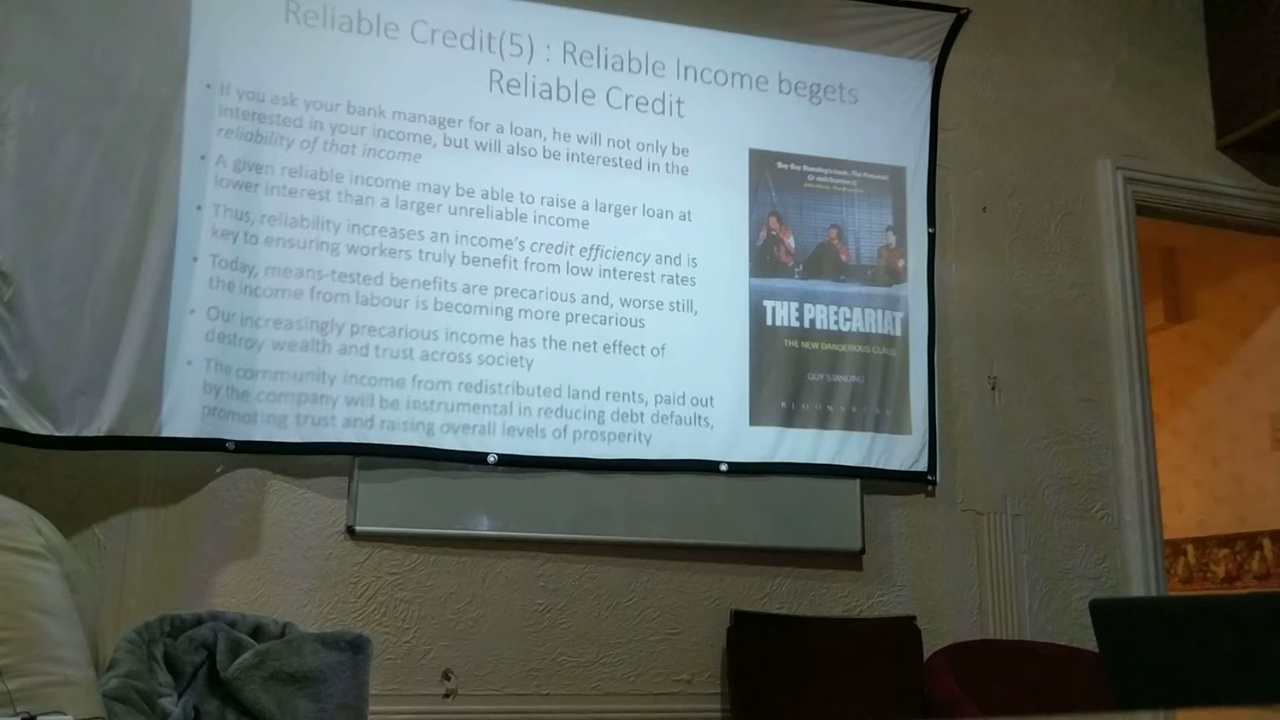 Reliable Credit(5) : Reliable Income begets
Reliable Credit
• If you ask your bank manager for a loan, he will not only be
interested in your income, but will also be interested in the
reliability of that income
• A given reliable income may be able to raise a larger loan at
lower interest than a larger unreliable income
• Thus, reliability increases an income's credit efficiency and is
key to ensuring workers truly benefit from low interest rates
• Today, means-tested benefits are precarious and, worse still,
the income from labour is becoming more precarious
• Our increasingly precarious income has the net effect of
destroy wealth and trust across society
• The community income from redistributed land rents, paid out
by the company will be instrumental in reducing debt defaults,
promoting trust and raising overall levels of prosperity
'Buy Guy Standing's book, The Precariat.
THE PRECARIAT
THE NEW DANGEROUS CLASS
GUY STANDING
BLOOMSBURY